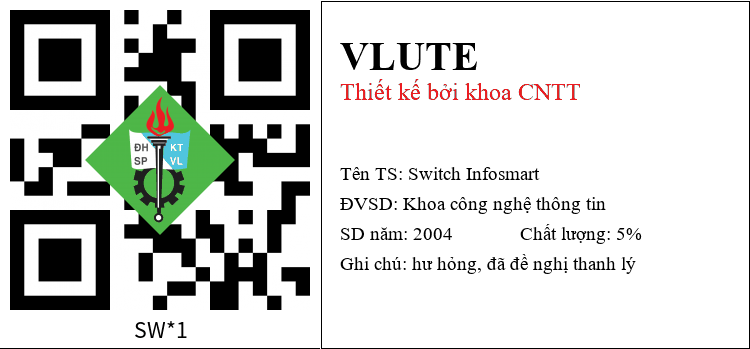 ĐH KT
SP VL
SW*1
VLUTE
Thiết kế bởi khoa CNTT
Tên TS: Switch Infosmart
ĐVSD: Khoa công nghệ thông tin
SD năm: 2004 Chất lượng: 5%
Ghi chú: hư hỏng, đã đề nghị thanh lý